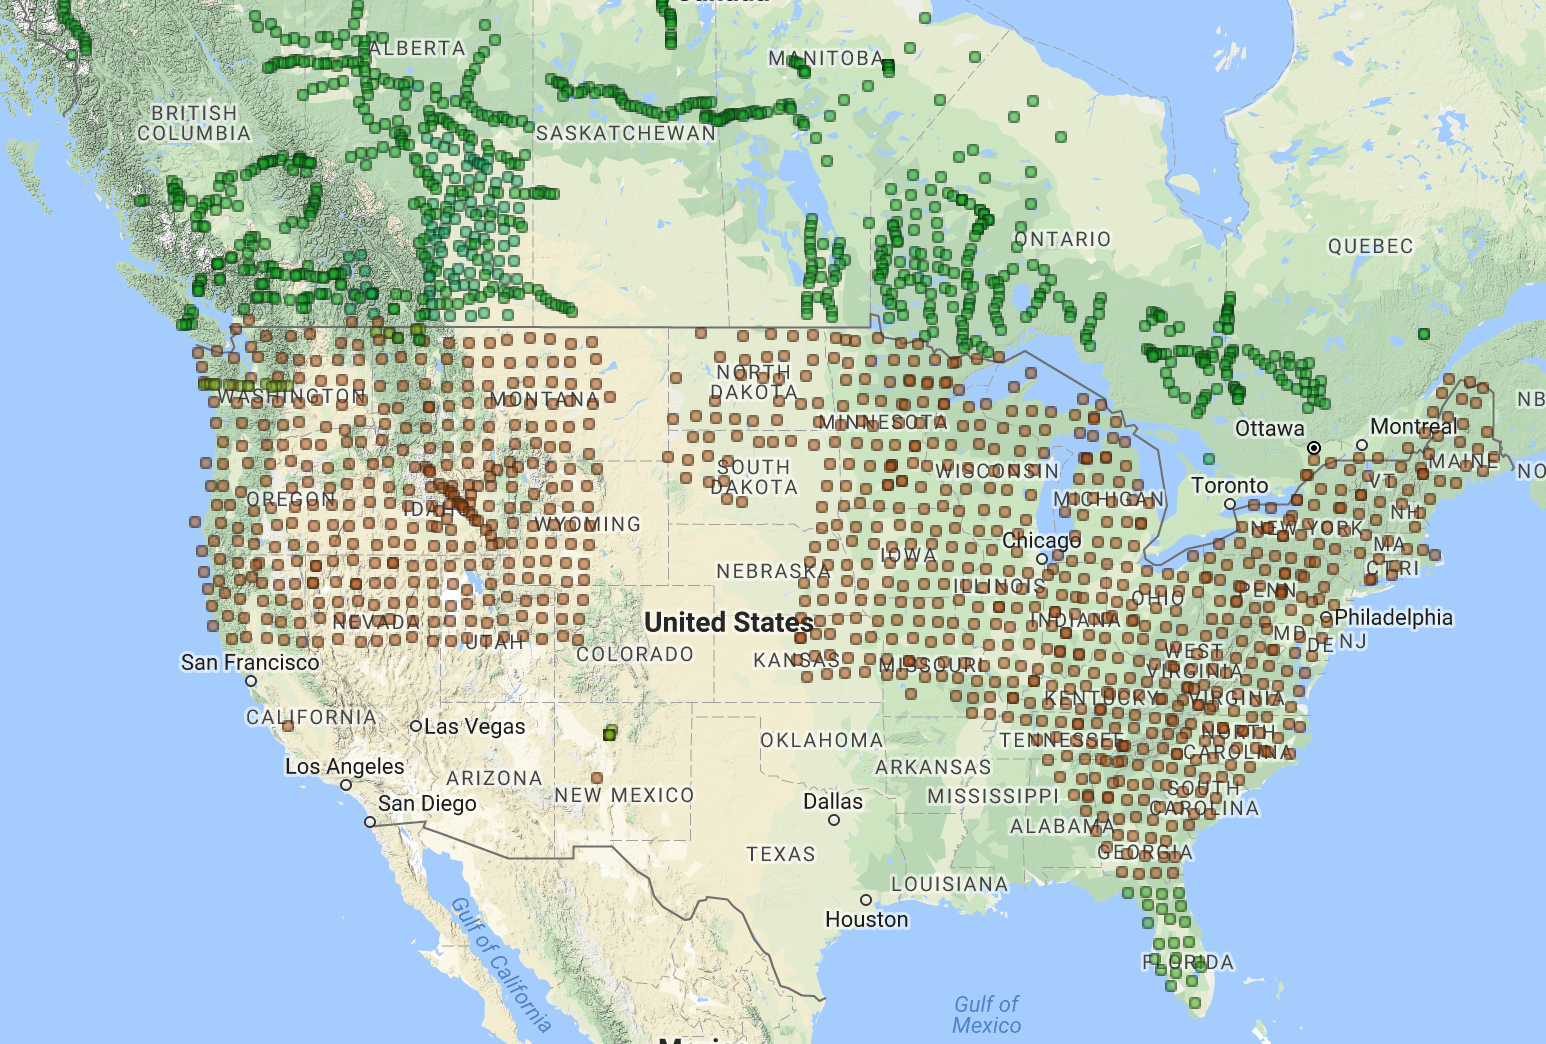 ALBERTA
MANITOBA
BRITISH
COLUMBIA
SASKATCHEWAN
ONTARIO
QUEBEC
NORTH
DAKOTA
WASHINGTON
MONTANA
NB
MINNESOTA
Ottawa
Montreal
MAINE
NO
SOUTH
DAKOTA
WISCONSIN
MICHIGAN
Toronto
VT
OREGON
IDAHO
WYOMING
NH
NEW YORK
Chicago
MA
IOWA
CT RI
NEBRASKA
ILLINOIS
PENN
OHIO
NEVADA
United States
INDIANA
Philadelphia
MD
DE NJ
UTAH
COLORADO
WEST
VIRGINIA
San Francisco
KANSAS
MISSOURI
KENTUCKY
VIRGINIA
CALIFORNIA
Las Vegas
OKLAHOMA
TENNESSEE
NORTH
CAROLINA
Los Angeles
ARIZONA
NEW MEXICO
ARKANSAS
MISSISSIPPI
SOUTH
CAROLINA
San Diego
Dallas
ALABAMA
TEXAS
GEORGIA
LOUISIANA
Houston
Gulf of California
FLORIDA
Gulf of
Mexico